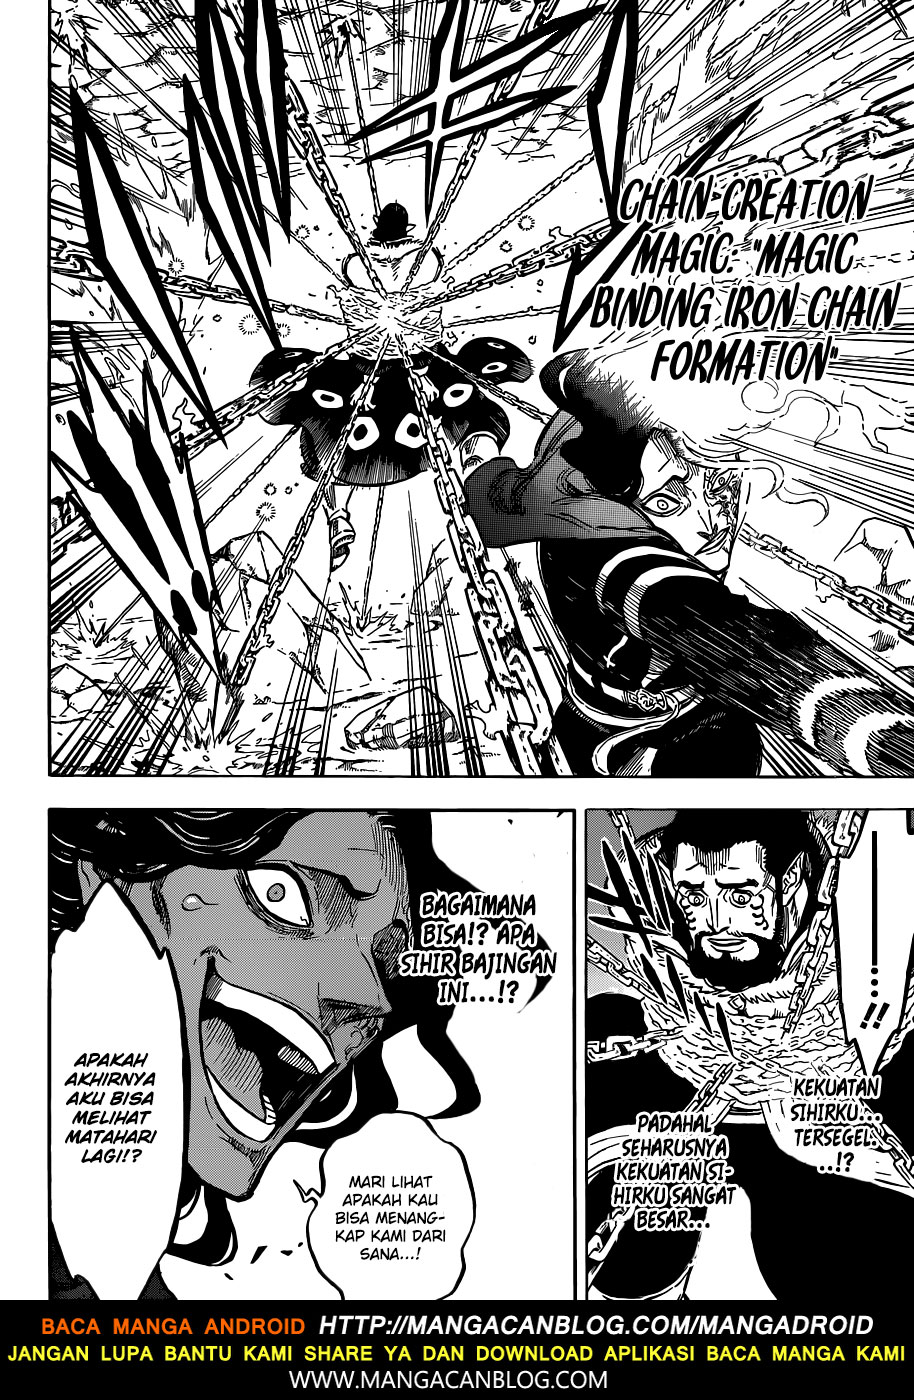 CHAIN CREATION
MAGIC: "MAGIC
BINDING IRON CHAIN
FORMATION"
......!!
KEKUATAN
SIHIRKU...
TERSEGEL.
..!?
PADAHAL
SEHARUSNYA
KEKUATAN SI-
HIRKU SANGAT
BESAR...
BAGAIMANA
BISA!? APA
SIHIR BAJINGAN
INI...!?
APAKAH
AKHIRNYA
AKU BISA
MELIHAT
MATAHARI
LAGI!?
MARI LIHAT
APAKAH KAU
BISA MENANG-
KAP KAMI DARI
SANA...!
BACA MANGA ANDROID HTTP://MANGACANBLOG.COM/MANGADROID
JANGAN LUPA BANTU KAMI SHARE YA DAN DOWNLOAD APLIKASI BACA MANGA KAMI
WWW.MANGACANBLOG.COM